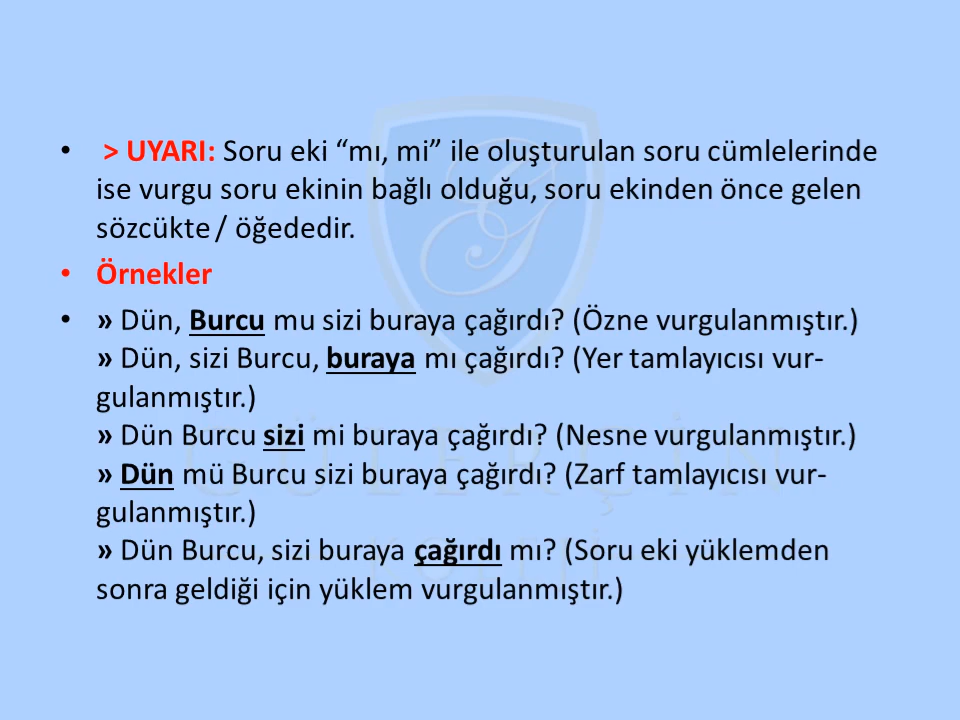 • > UYARI: Soru eki “mı, mi” ile oluşturulan soru cümlelerinde
ise vurgu soru ekinin bağlı olduğu, soru ekinden önce gelen
sözcükte / öğededir.
• Örnekler
• » Dün, Burcu mu sizi buraya çağırdı? (Özne vurgulanmıştır.)
» Dün, sizi Burcu, buraya mı çağırdı? (Yer tamlayıcısı vur-
gulanmıştır.)
» Dün Burcu sizi mi buraya çağırdı? (Nesne vurgulanmıştır.)
» Dün mü Burcu sizi buraya çağırdı? (Zarf tamlayıcısı vur-
gulanmıştır.)
» Dün Burcu, sizi buraya çağırdı mı? (Soru eki yüklemden
sonra geldiği için yüklem vurgulanmıştır.)